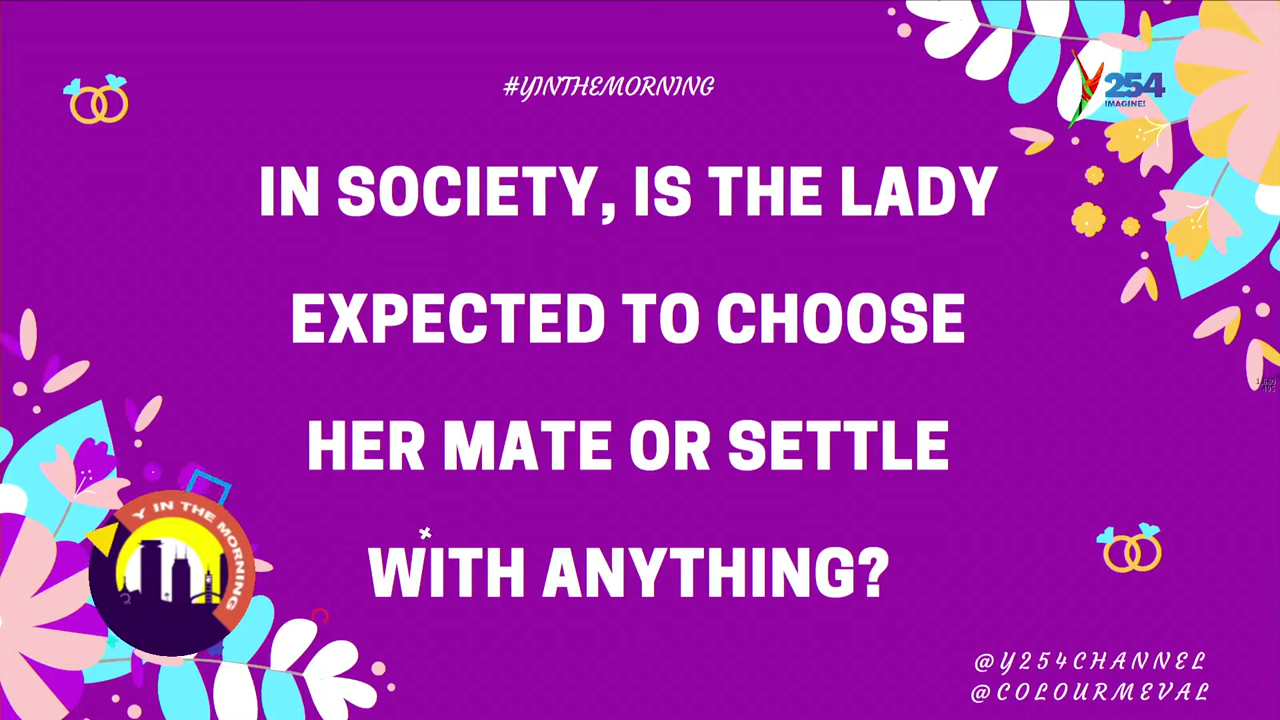 #YINTHEMORNING
254
IMAGINE!
IN SOCIETY, IS THE LADY
EXPECTED TO CHOOSE
HER MATE OR SETTLE
WITH ANYTHING?
Y IN THE MORNING
@Y254CHANNEL
@COLOURMEVAL